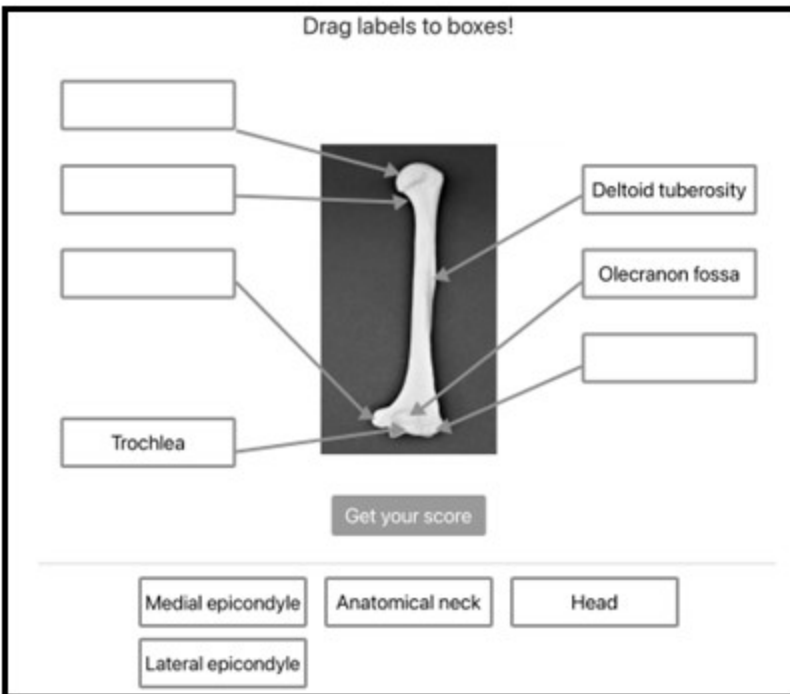 Drag labels to boxes!
Deltoid tuberosity
Olecranon fossa
Trochlea
Get your score
Medial epicondyle
Anatomical neck
Head
Lateral epicondyle